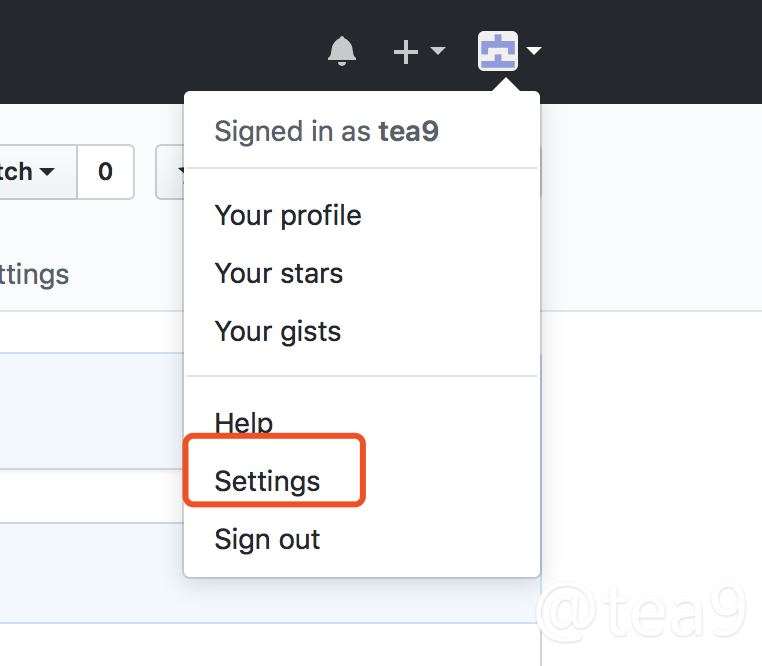 Signed in as tea9
tch
0
Your profile
Your stars
ttings
Your gists
Help
Settings
Sign out
@tea9